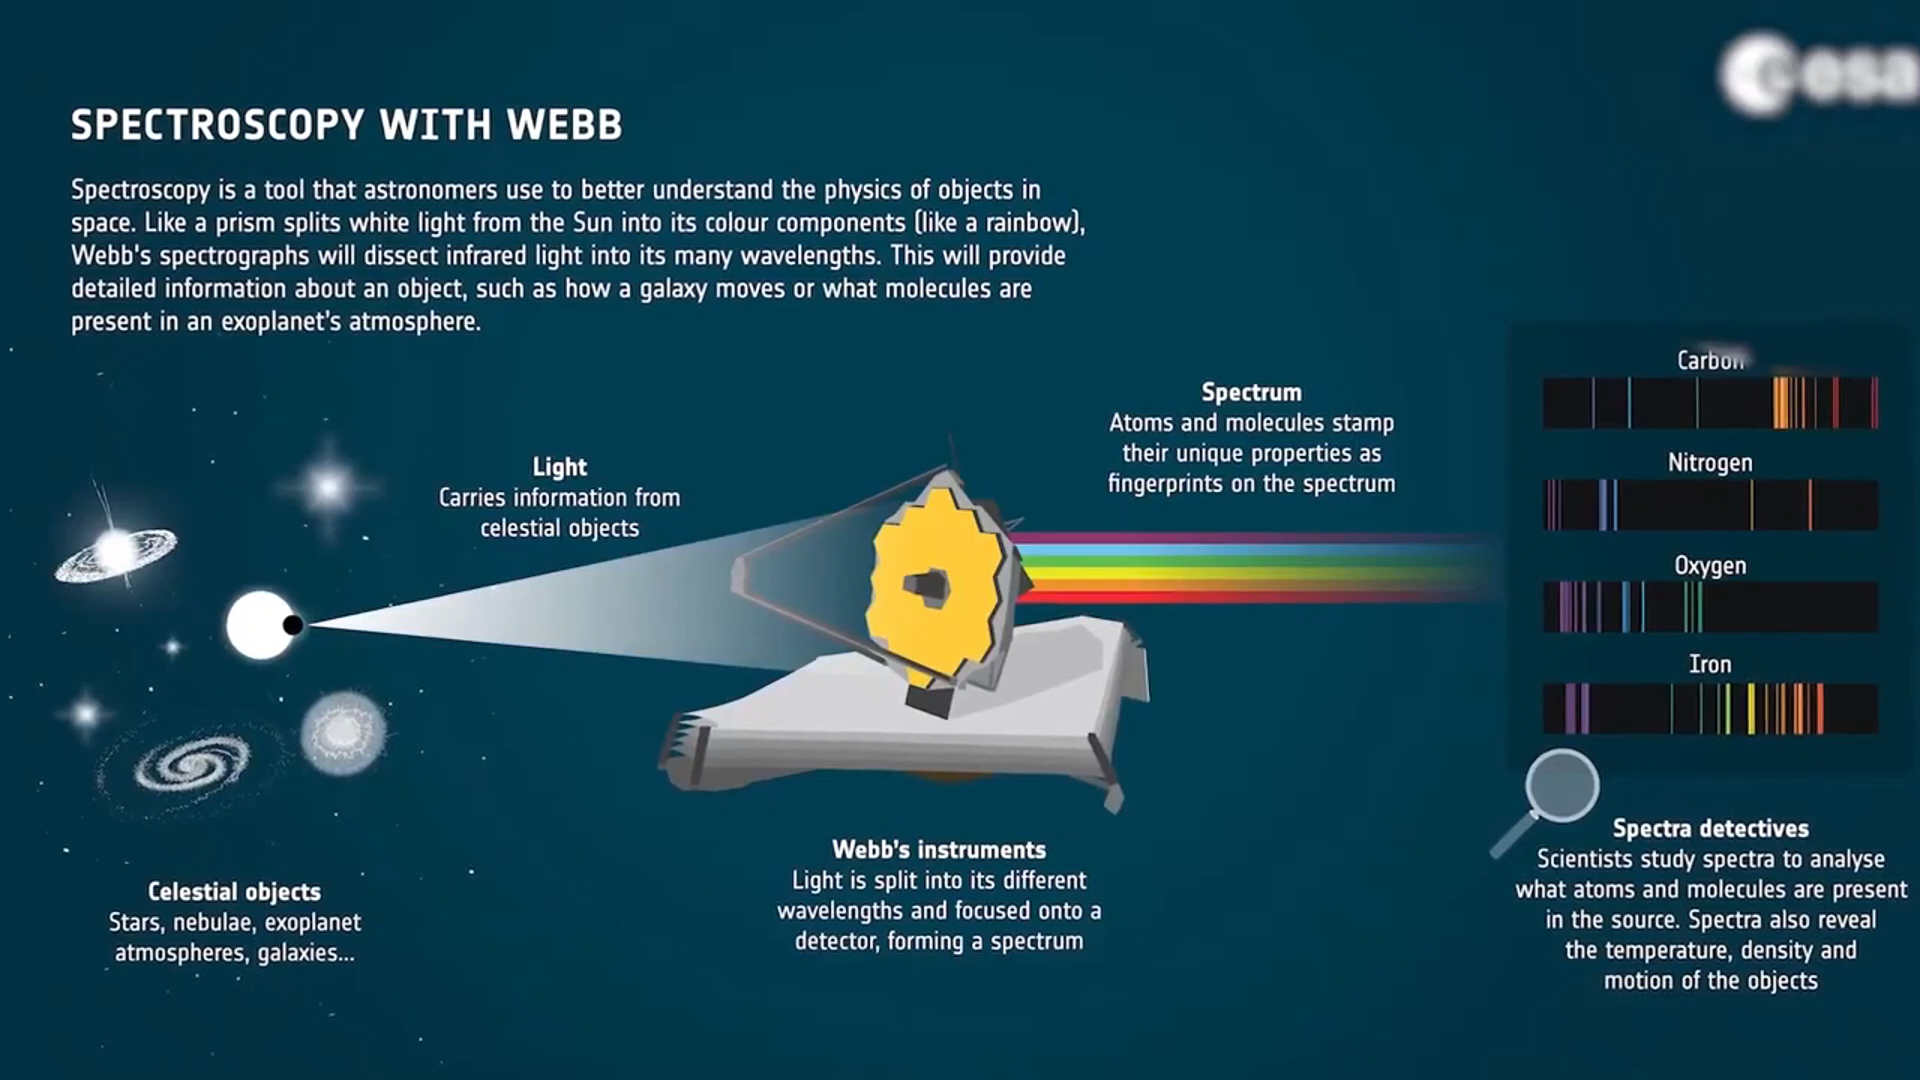 esa
SPECTROSCOPY WITH WEBB
Spectroscopy is a tool that astronomers use to better understand the physics of objects in
space. Like a prism splits white light from the Sun into its colour components (like a rainbow),
Webb's spectrographs will dissect infrared light into its many wavelengths. This will provide
detailed information about an object, such as how a galaxy moves or what molecules are
present in an exoplanet's atmosphere.
Celestial objects
Stars, nebulae, exoplanet
atmospheres, galaxies...
Light
Carries information from
celestial objects
Webb's instruments
Light is split into its different
wavelengths and focused onto a
detector, forming a spectrum
Spectrum
Atoms and molecules stamp
their unique properties as
fingerprints on the spectrum
Carbon
Nitrogen
Oxygen
Iron
Spectra detectives
Scientists study spectra to analyse
what atoms and molecules are present
in the source. Spectra also reveal
the temperature, density and
motion of the objects